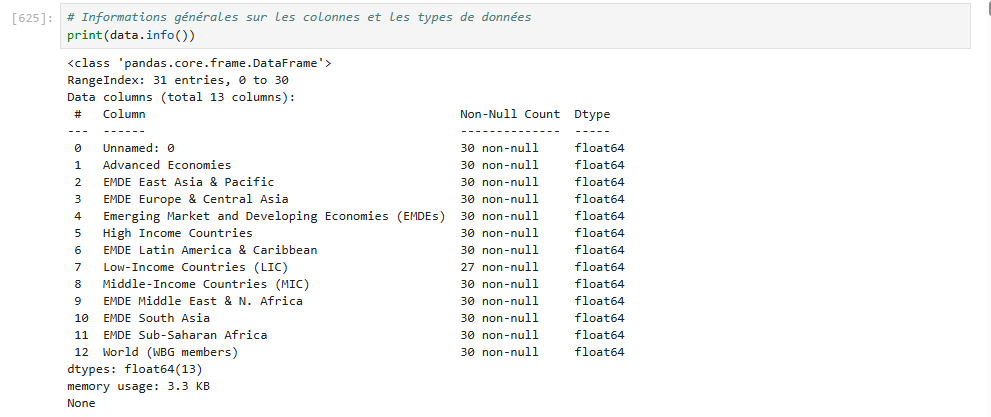 [625]: # Informations générales sur les colonnes et les types de données
print(data.info())
<class 'pandas.core.frame.DataFrame'>
RangeIndex: 31 entries, 0 to 30
Data columns (total 13 columns):
 #   Column                                            Non-Null Count  Dtype
---  ------                                            --------------  -----
 0   Unnamed: 0                                        30 non-null     float64
 1   Advanced Economies                                30 non-null     float64
 2   EMDE East Asia & Pacific                          30 non-null     float64
 3   EMDE Europe & Central Asia                        30 non-null     float64
 4   Emerging Market and Developing Economies (EMDEs)  30 non-null     float64
 5   High Income Countries                             30 non-null     float64
 6   EMDE Latin America & Caribbean                    30 non-null     float64
 7   Low-Income Countries (LIC)                        27 non-null     float64
 8   Middle-Income Countries (MIC)                     30 non-null     float64
 9   EMDE Middle East & N. Africa                      30 non-null     float64
 10  EMDE South Asia                                   30 non-null     float64
 11  EMDE Sub-Saharan Africa                           30 non-null     float64
 12  World (WBG members)                               30 non-null     float64
dtypes: float64(13)
memory usage: 3.3 KB
None